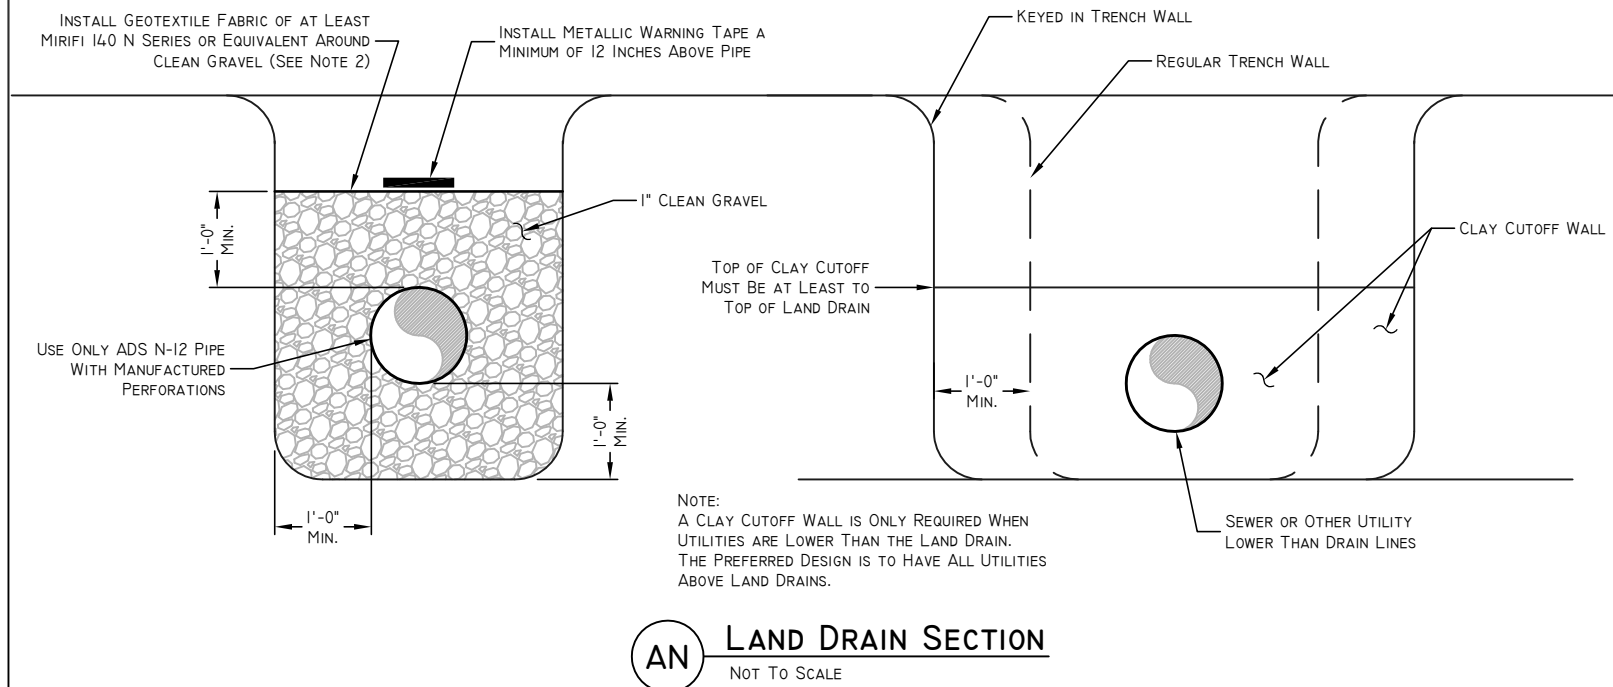 INSTALL GEOTEXTILE FABRIC OF AT LEAST
MIRIFI 140 N SERIES OR EQUIVALENT AROUND
CLEAN GRAVEL (SEE NOTE 2)
INSTALL METALLIC WARNING TAPE A
MINIMUM OF 12 INCHES ABOVE PIPE
KEYED IN TRENCH WALL
REGULAR TRENCH WALL
1'-0"
MIN.
1" CLEAN GRAVEL
CLAY CUTOFF WALL
TOP OF CLAY CUTOFF
MUST BE AT LEAST TO
TOP OF LAND DRAIN
USE ONLY ADS N-12 PIPE
WITH MANUFACTURED
PERFORATIONS
1'-0"
MIN.
1'-0"
MIN.
1'-0"
MIN.
NOTE:
A CLAY CUTOFF WALL IS ONLY REQUIRED WHEN
UTILITIES ARE LOWER THAN THE LAND DRAIN.
THE PREFERRED DESIGN IS TO HAVE ALL UTILITIES
ABOVE LAND DRAINS.
SEWER OR OTHER UTILITY
LOWER THAN DRAIN LINES
AN
LAND DRAIN SECTION
NOT TO SCALE